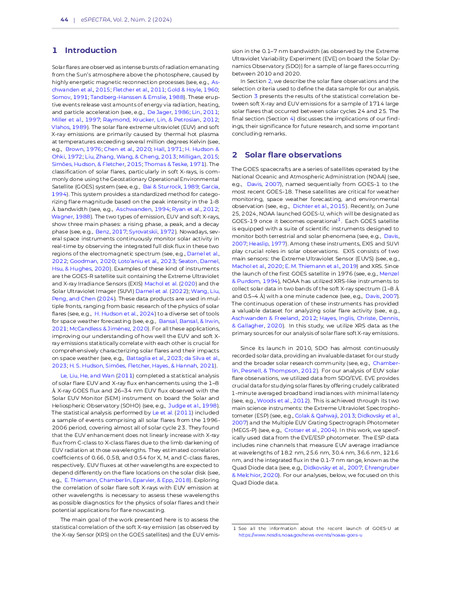 44 | eSPECTRA, Vol. 2, Num. 2 (2024)
1 Introduction
Solar flares are observed as intense bursts of radiation emanating
from the Sun's atmosphere above the photosphere, caused by
highly energetic magnetic reconnection processes (see, e.g., As-
chwanden et al., 2015; Fletcher et al., 2011; Gold & Hoyle, 1960;
Somov, 1991; Tandberg-Hanssen & Emslie, 1988). These erup-
tive events release vast amounts of energy via radiation, heating,
and particle acceleration (see, e.g., De Jager, 1986; Lin, 2011;
Miller et al., 1997; Raymond, Krucker, Lin, & Petrosian, 2012;
Vlahos, 1989). The solar flare extreme ultraviolet (EUV) and soft
X-ray emissions are primarily caused by thermal hot plasma
at temperatures exceeding several million degrees Kelvin (see,
e.g., Brown, 1976; Chen et al., 2020; Hall, 1971; H. Hudson &
Ohki, 1972; Liu, Zhang, Wang, & Cheng, 2013; Mitigan, 2015;
Simões, Hudson, & Fletcher, 2015; Thomas & Teske, 1971). The
classification of solar flares, particularly in soft X-rays, is com-
monly done using the Geostationary Operational Environmental
Satellite (GOES) system (see, e.g., Bai & Sturrock, 1989; Garcia,
1994). This system provides a standardized method for catego-
rizing flare magnitude based on the peak intensity in the 1–8
Å bandwidth (see, e.g., Aschwanden, 1994; Ryan et al., 2012;
Wagner, 1988). The two types of emission, EUV and soft X-rays,
show three main phases: a rising phase, a peak, and a decay
phase (see, e.g., Benz, 2017; Syrovatskii, 1972). Nowadays, sev-
eral space instruments continuously monitor solar activity in
real-time by observing the integrated full disk flux in these two
regions of the electromagnetic spectrum (see, e.g., Darnel et al.,
2022; Goodman, 2020; Loto'aniu et al., 2023; Seaton, Darnel,
Hsu, & Hughes, 2020). Examples of these kind of instruments
are the GOES-R satellite suit containing the Extreme Ultraviolet
and X-ray Irradiance Sensors (EXIS) Machol et al. (2020) and the
Solar Ultraviolet Imager (SUVI) Darnel et al. (2022); Wang, Liu,
Peng, and Chen (2024). These data products are used in mul-
tiple fronts, ranging from basic research of the physics of solar
flares (see, e.g., H. Hudson et al., 2024) to a diverse set of tools
for space weather forecasting (see, e.g., Bansal, Bansal, & Irwin,
2021; McCandless & Jiménez, 2020). For all these applications,
improving our understanding of how well the EUV and soft X-
ray emissions statistically correlate with each other is crucial for
comprehensively characterizing solar flares and their impacts
on space weather (see, e.g., Battaglia et al., 2023; da Silva et al.,
2023; H. S. Hudson, Simões, Fletcher, Hayes, & Hannah, 2021).
Le, Liu, He, and Wan (2011) completed a statistical analysis
of solar flare EUV and X-ray flux enhancements using the 1–8
Å X-ray GOES flux and 26–34 nm EUV flux observed with the
Solar EUV Monitor (SEM) instrument on board the Solar and
Heliospheric Observatory (SOHO) (see, e.g., Judge et al., 1998).
The statistical analysis performed by Le et al. (2011) included
a sample of events comprising all solar flares from the 1996-
2006 period, covering almost all of solar cycle 23. They found
that the EUV enhancement does not linearly increase with X-ray
flux from C-class to X-class flares due to the limb darkening of
EUV radiation at those wavelengths. They estimated correlation
coefficients of 0.66, 0.58, and 0.54 for X, M, and C-class flares,
respectively. EUV fluxes at other wavelengths are expected to
depend differently on the flare locations on the solar disk (see,
e.g., E. Thiemann, Chamberlin, Eparvier, & Epp, 2018). Exploring
the correlation of solar flare soft X-rays with EUV emission at
other wavelengths is necessary to assess these wavelengths
as possible diagnostics for the physics of solar flares and their
potential applications for flare nowcasting.
The main goal of the work presented here is to assess the
statistical correlation of the soft X-ray emission (as observed by
the X-Ray Sensor (XRS) on the GOES satellites) and the EUV emis-
sion in the 0.1–7 nm bandwidth (as observed by the Extreme
Ultraviolet Variability Experiment (EVE) on board the Solar Dy-
namics Observatory (SDO)) for a sample of large flares occurring
between 2010 and 2020.
In Section 2, we describe the solar flare observations and the
selection criteria used to define the data sample for our analysis.
Section 3 presents the results of the statistical correlation be-
tween soft X-ray and EUV emissions for a sample of 1714 large
solar flares that occurred between solar cycles 24 and 25. The
final section (Section 4) discusses the implications of our find-
ings, their significance for future research, and some important
concluding remarks.
2 Solar flare observations
The GOES spacecrafts are a series of satellites operated by the
National Oceanic and Atmospheric Administration (NOAA) (see,
e.g., Davis, 2007), named sequentially from GOES-1 to the
most recent GOES-18. These satellites are critical for weather
monitoring, space weather forecasting, and environmental
observation (see, e.g., Dichter et al., 2015). Recently, on June
25, 2024, NOAA launched GOES-U, which will be designated as
GOES-19 once it becomes operational1. Each GOES satellite
is equipped with a suite of scientific instruments designed to
monitor both terrestrial and solar phenomena (see, e.g., Davis,
2007; Heaslip, 1977). Among these instruments, EXIS and SUVI
play crucial roles in solar observations. EXIS consists of two
main sensors: the Extreme Ultraviolet Sensor (EUVS) (see, e.g.,
Machol et al., 2020; E. K. Thiemann et al., 2019) and XRS. Since
the launch of the first GOES satellite in 1976 (see, e.g., Menzel
& Purdom, 1994), NOAA has utilized XRS-like instruments to
collect solar data in two bands of the soft X-ray spectrum (1–8 Å
and 0.5–4 Å) with a one minute cadence (see, e.g., Davis, 2007).
The continuous operation of these instruments has provided
a valuable dataset for analyzing solar flare activity (see, e.g.,
Aschwanden & Freeland, 2012; Hayes, Inglis, Christe, Dennis,
& Gallagher, 2020). In this study, we utilize XRS data as the
primary sources for our analysis of solar flare soft X-ray emission.
Since its launch in 2010, SDO has almost continuously
recorded solar data, providing an invaluable dataset for our study
and the broader solar research community (see, e.g., Chamber-
lin, Pesnell, & Thompson, 2012). For our analysis of EUV solar
flare observations, we utilized data from SDO/EVE. EVE provides
crucial data for studying solar flares by offering crudely calibrated
1-minute averaged broadband irradiances with minimal latency
(see, e.g., Woods et al., 2012). This is achieved through its two
main science instruments: the Extreme Ultraviolet Spectropho-
tometer (ESP) (see, e.g., Çolak & Qahwaji, 2013; Didkovsky et al.,
2007) and the Multiple EUV Grating Spectrograph Photometer
(MEGS-P) (see, e.g., Crotser et al., 2004). In this work, we specif-
ically used data from the EVE/ESP photometer. The ESP data
includes nine channels that measure EUV average irradiance
at wavelengths of 18.2 nm, 25.6 nm, 30.4 nm, 36.6 nm, 121.6
nm, and the integrated flux in the 0.1–7 nm range, known as the
Quad Diode data (see, e.g., Didkovsky et al., 2007; Ehrengruber
& Melchior, 2020). For our analyses, below, we focused on this
Quad Diode data.
1 See all the information about the recent launch of GOES-U at
https://www.nesdis.noaa.gov/news-events/noaas-goes-u.